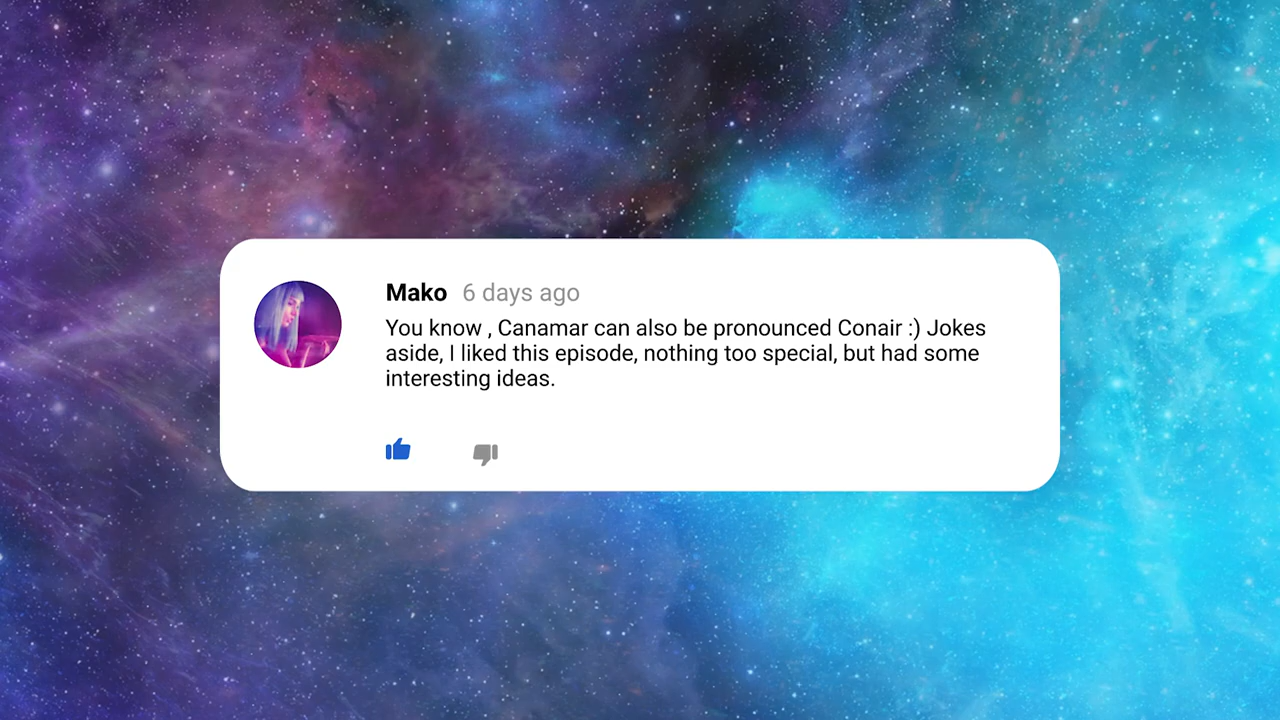 Mako 6 days ago
You know , Canamar can also be pronounced Conair :) Jokes
aside, I liked this episode, nothing too special, but had some
interesting ideas.